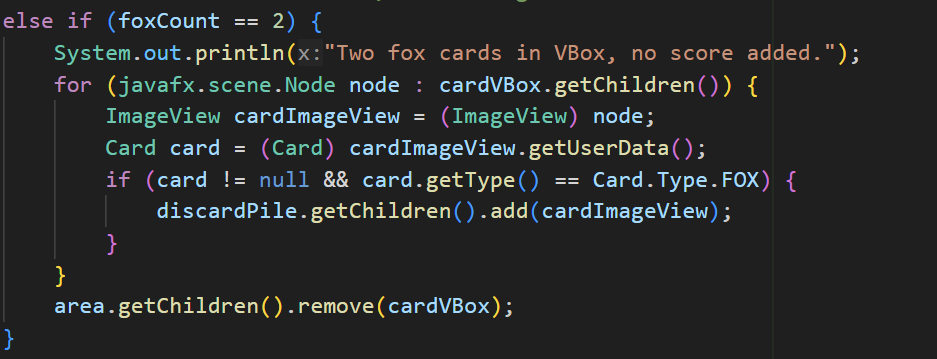 else if (foxCount == 2) {
    System.out.println(x:"Two fox cards in VBox, no score added.");
    for (javafx.scene.Node node : cardVBox.getChildren()) {
        ImageView cardImageView = (ImageView) node;
        Card card = (Card) cardImageView.getUserData();
        if (card != null && card.getType() == Card.Type.FOX) {
            discardPile.getChildren().add(cardImageView);
        }
    }
    area.getChildren().remove(cardVBox);
}